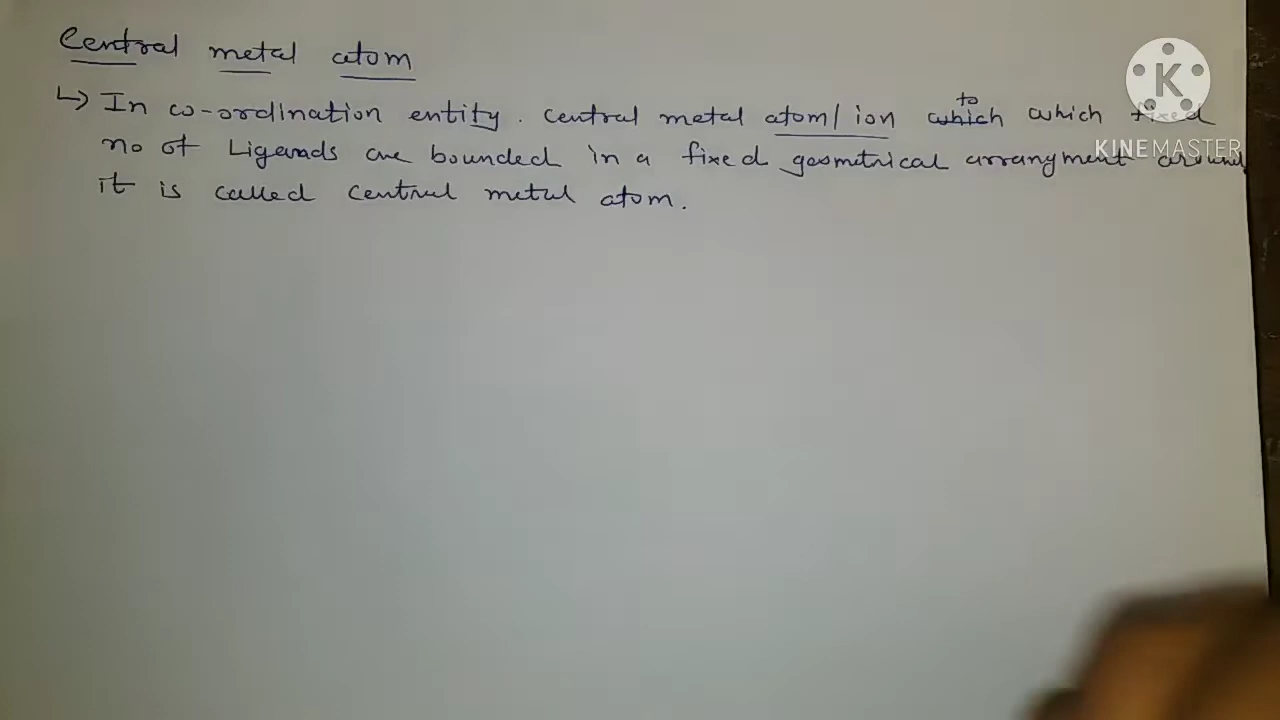 Central metal atom
↳ In co-ordination entity. central metal atom/ion which to which fixed
no of Ligands are bounded in a fixed geometrical arrangment around
it is called central metal atom.
K
KINEMASTER